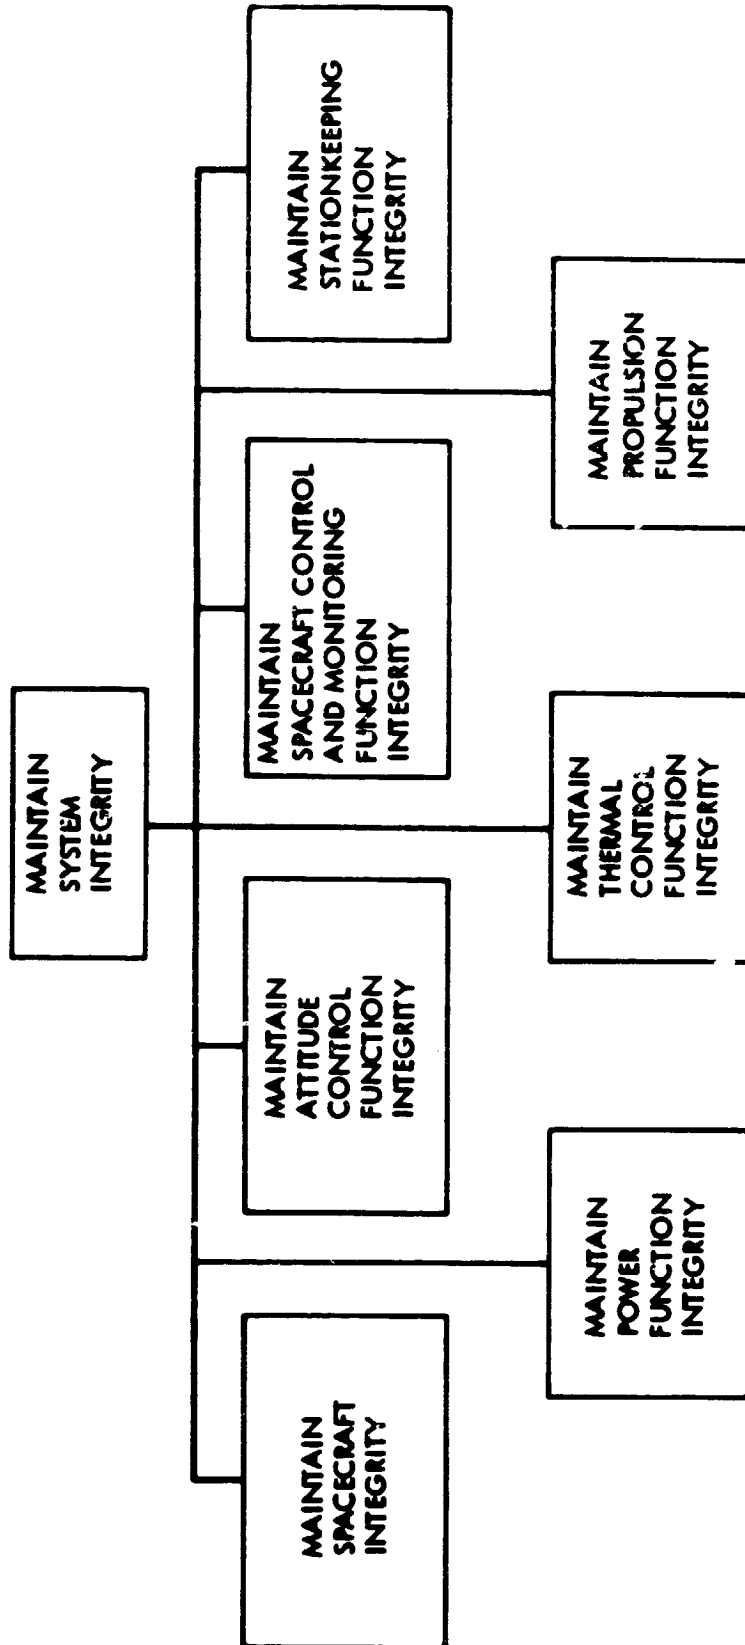 MAINTAIN
SYSTEM
INTEGRITY
MAINTAIN
SPACECRAFT
INTEGRITY
MAINTAIN
ATTITUDE
CONTROL
FUNCTION
INTEGRITY
MAINTAIN
SPACECRAFT CONTROL
AND MONITORING
FUNCTION
INTEGRITY
MAINTAIN
STATIONKEEPING
FUNCTION
INTEGRITY
MAINTAIN
POWER
FUNCTION
INTEGRITY
MAINTAIN
THERMAL
CONTROL
FUNCTION
INTEGRITY
MAINTAIN
PROPULSION
FUNCTION
INTEGRITY